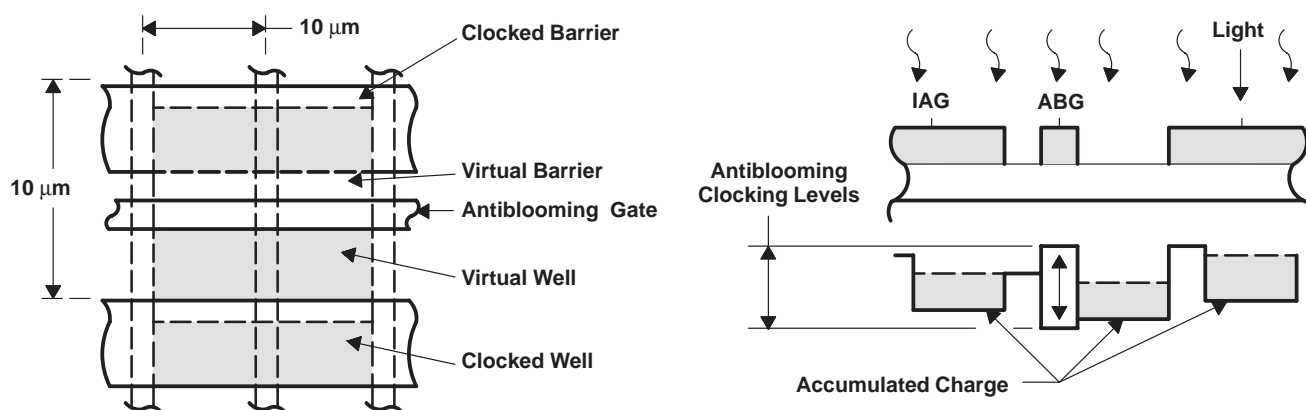 10 μm
Clocked Barrier
10 μm
Virtual Barrier
Antiblooming Gate
Virtual Well
Clocked Well
Light
IAG
ABG
Antiblooming
Clocking Levels
Accumulated Charge